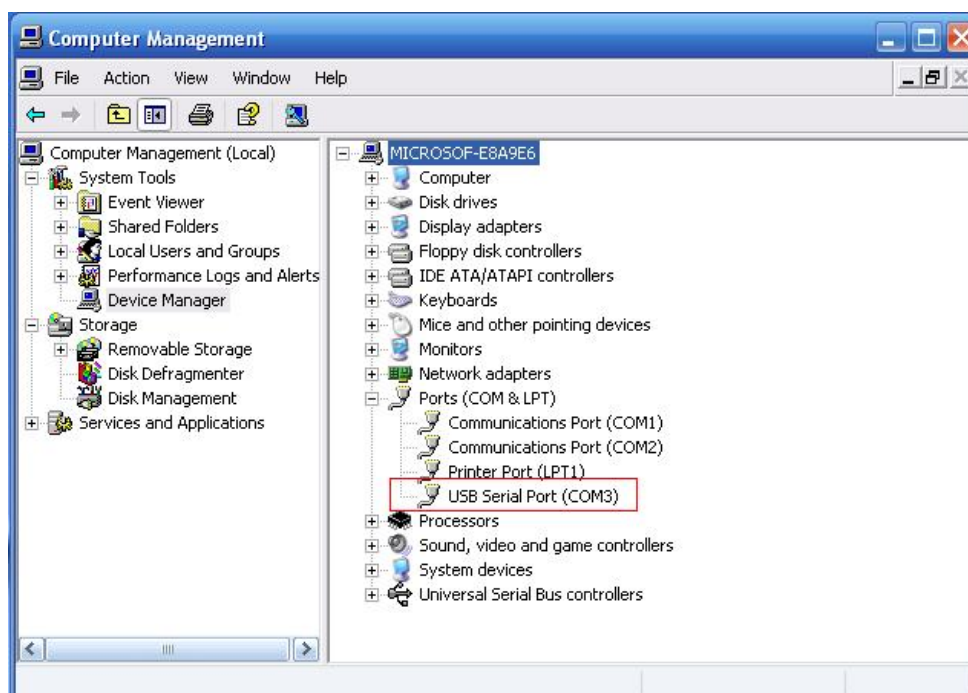 Computer Management
File Action View Window Help
Computer Management (Local)
System Tools
Event Viewer
Shared Folders
Local Users and Groups
Performance Logs and Alerts
Device Manager
Storage
Removable Storage
Disk Defragmenter
Disk Management
Services and Applications
MICROSOF-E8A9E6
Computer
Disk drives
Display adapters
Floppy disk controllers
IDE ATA/ATAPI controllers
Keyboards
Mice and other pointing devices
Monitors
Network adapters
Ports (COM & LPT)
Communications Port (COM1)
Communications Port (COM2)
Printer Port (LPT1)
USB Serial Port (COM3)
Processors
Sound, video and game controllers
System devices
Universal Serial Bus controllers